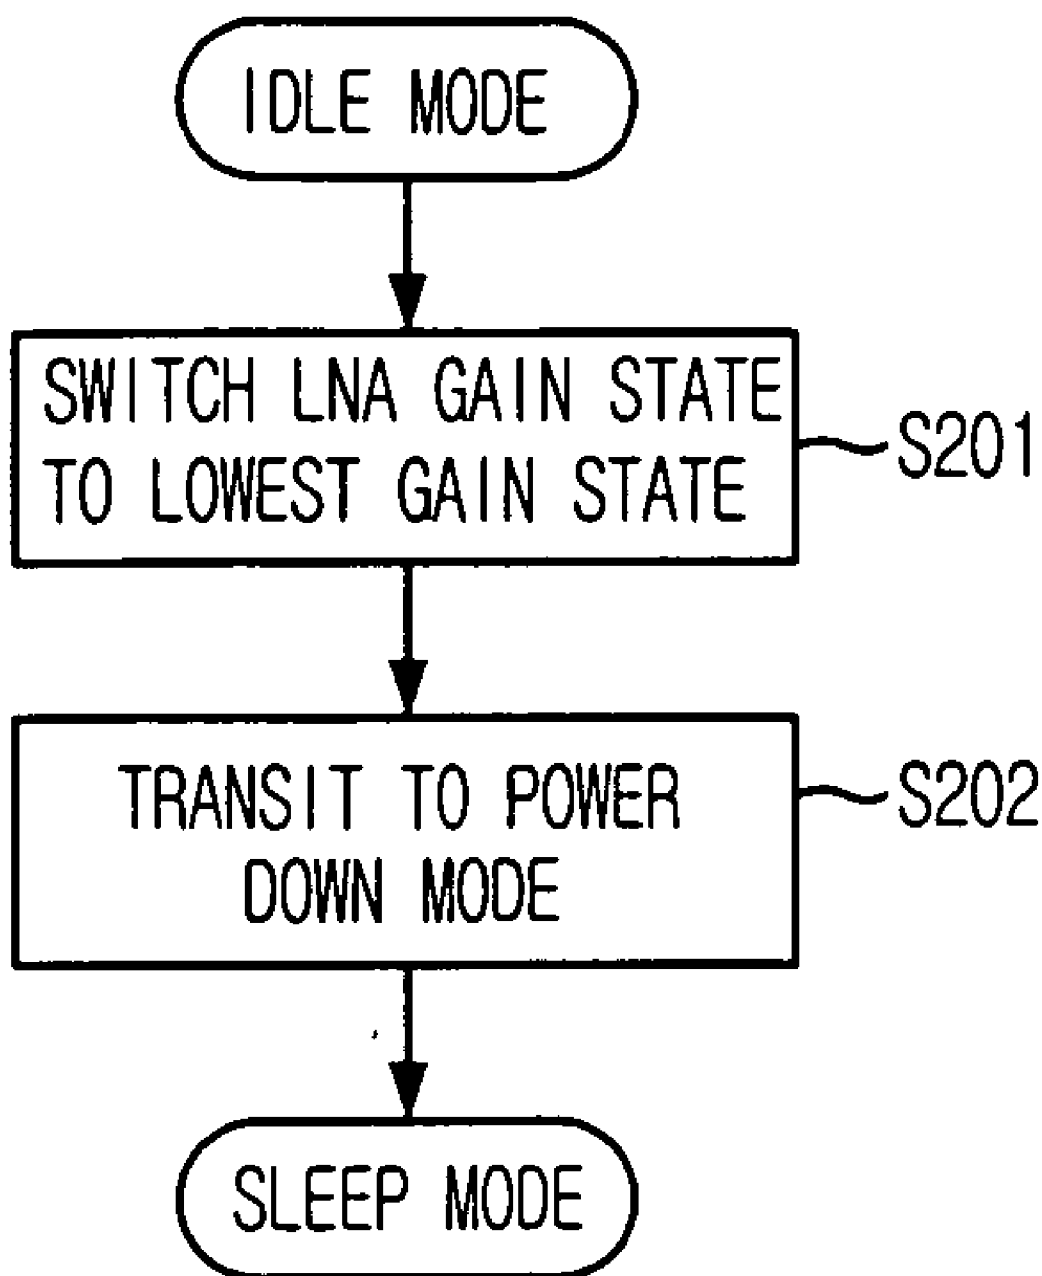 IDLE MODE
SWITCH LNA GAIN STATE
TO LOWEST GAIN STATE
S201
TRANSIT TO POWER
DOWN MODE
S202
SLEEP MODE